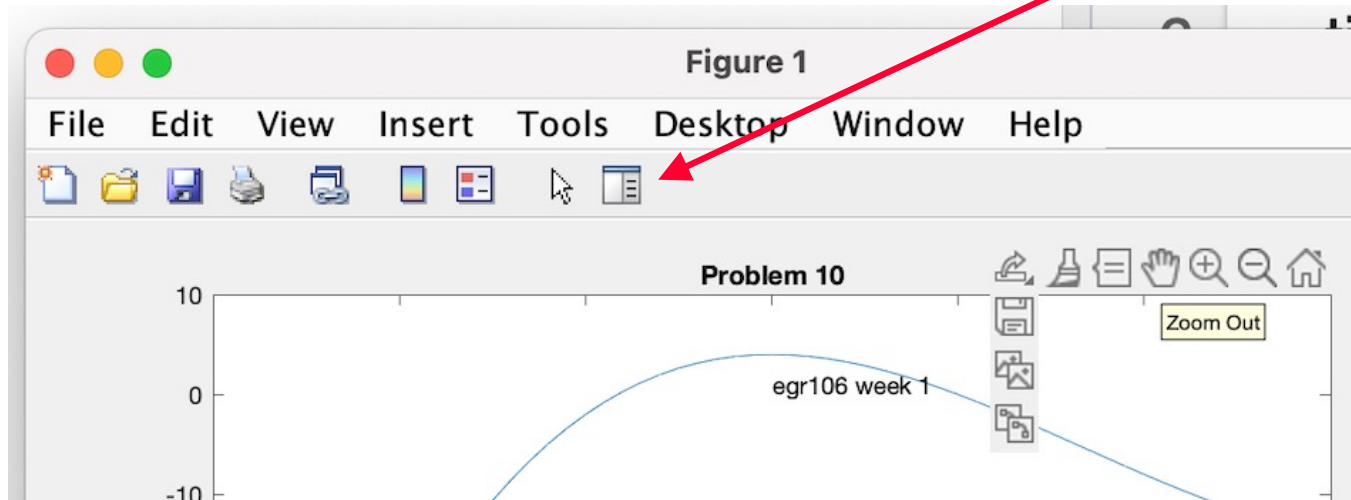 Figure 1
File Edit View Insert Tools Desktop Window Help
Problem 10
10
Zoom Out
egr106 week 1
0
-10